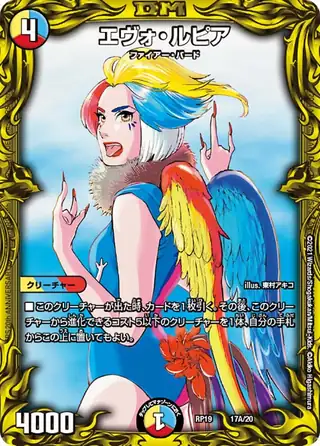 DM
4
エヴォ・ルピア
ファイアー・バード
クリーチャー
illus. 東村アキコ
■このクリーチャーが出た時、カードを1枚引く。その後、このクリー
チャーから進化できるコスト5以下のクリーチャーを1体、自分の手札
からこの上に置いてもよい。
4000
1
RP19
17A/20